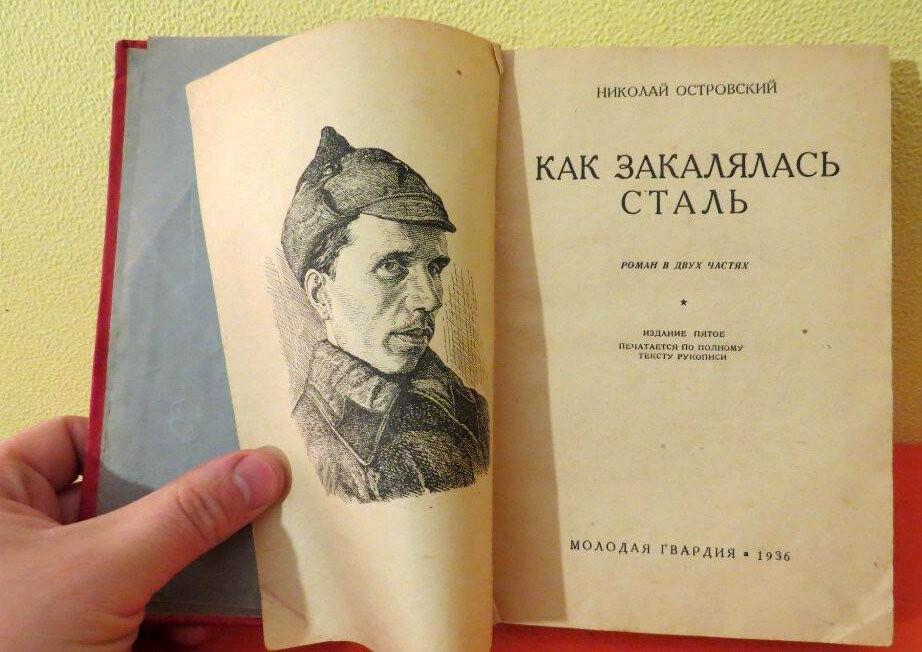 НИКОЛАЙ ОСТРОВСКИЙ
КАК ЗАКАЛЯЛАСЬ
СТАЛЬ
РОМАН В ДВУХ ЧАСТЯХ
ИЗДАНИЕ ПЯТОЕ
ПЕЧАТАЕТСЯ ПО ПОЛНОМУ
ТЕКСТУ РУКОПИСИ
МОЛОДАЯ ГВАРДИЯ ▪ 1936